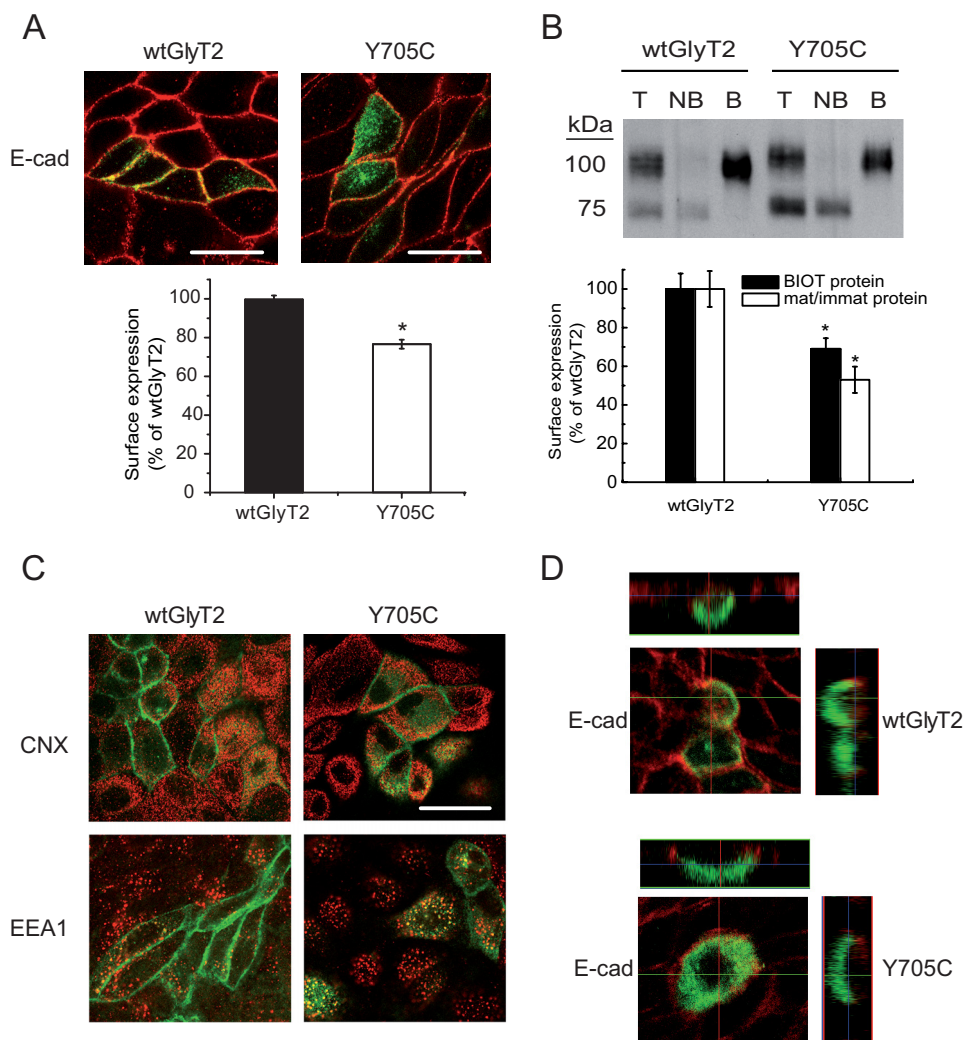 A
wtGlyT2 Y705C
E-cad
100
80
60
40
20
0
Surface expression
(% of wtGlyT2)
*
wtGlyT2 Y705C
B
wtGlyT2 Y705C
T NB B T NB B
kDa
100
75
BIOT protein
mat/immat protein
100
80
60
40
20
0
Surface expression
(% of wtGlyT2)
*
*
wtGlyT2 Y705C
C
wtGlyT2 Y705C
CNX
EEA1
D
E-cad wtGlyT2
E-cad Y705C